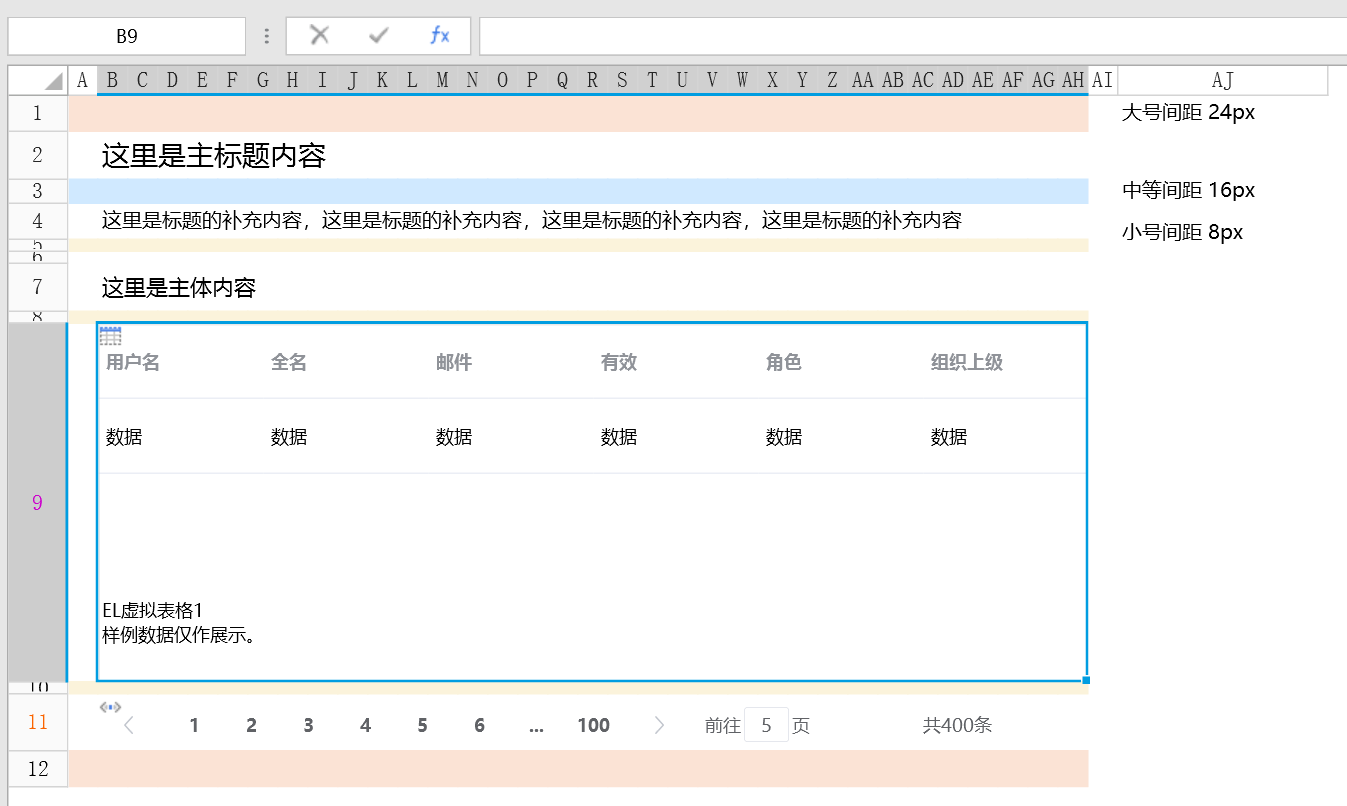 B9
fx
A B C D E F G H I J K L M N O P Q R S T U V W X Y Z AA AB AC AD AE AF AG AH AI AJ
1 大号间距 24px
2 这里是主标题内容
3 中等间距 16px
4 这里是标题的补充内容，这里是标题的补充内容，这里是标题的补充内容，这里是标题的补充内容
5 小号间距 8px
6
7 这里是主体内容
8
用户名 全名 邮件 有效 角色 组织上级
数据 数据 数据 数据 数据 数据
9
EL虚拟表格1
样例数据仅作展示。
10
11 1 2 3 4 5 6 ... 100 前往 5 页 共400条
12